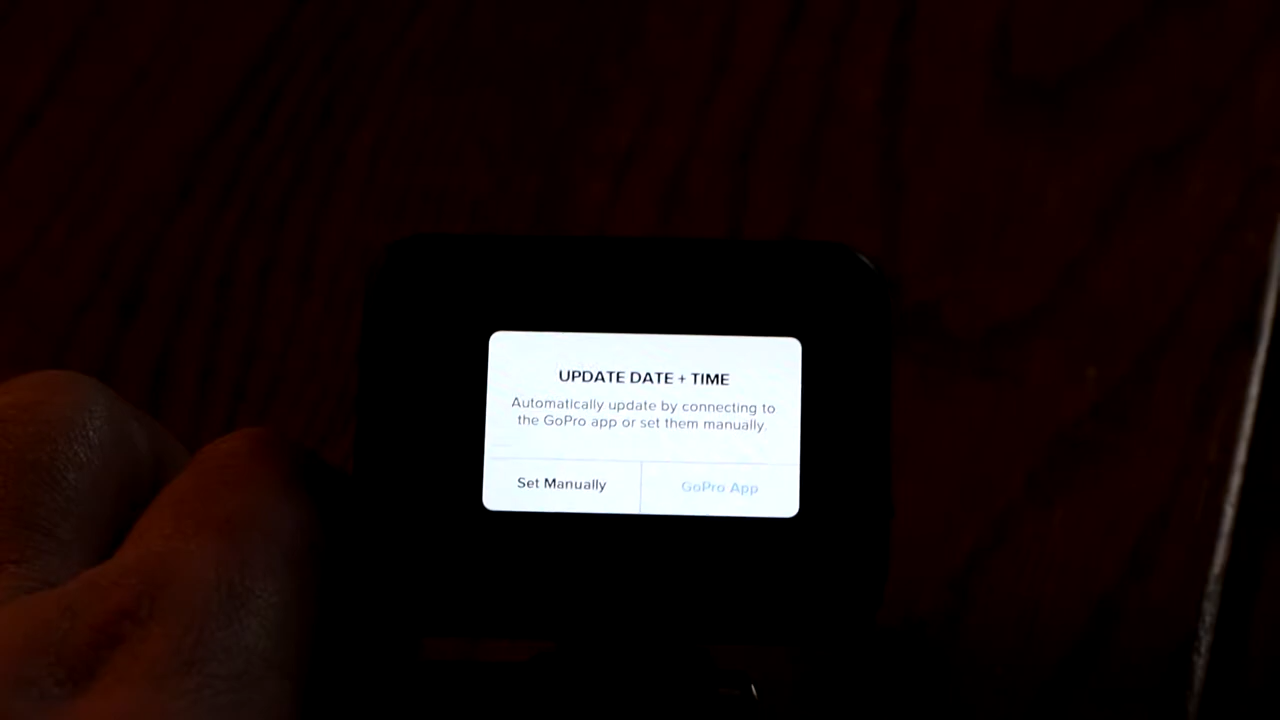 UPDATE DATE + TIME
Automatically update by connecting to
the GoPro app or set them manually.
Set Manually
GoPro App